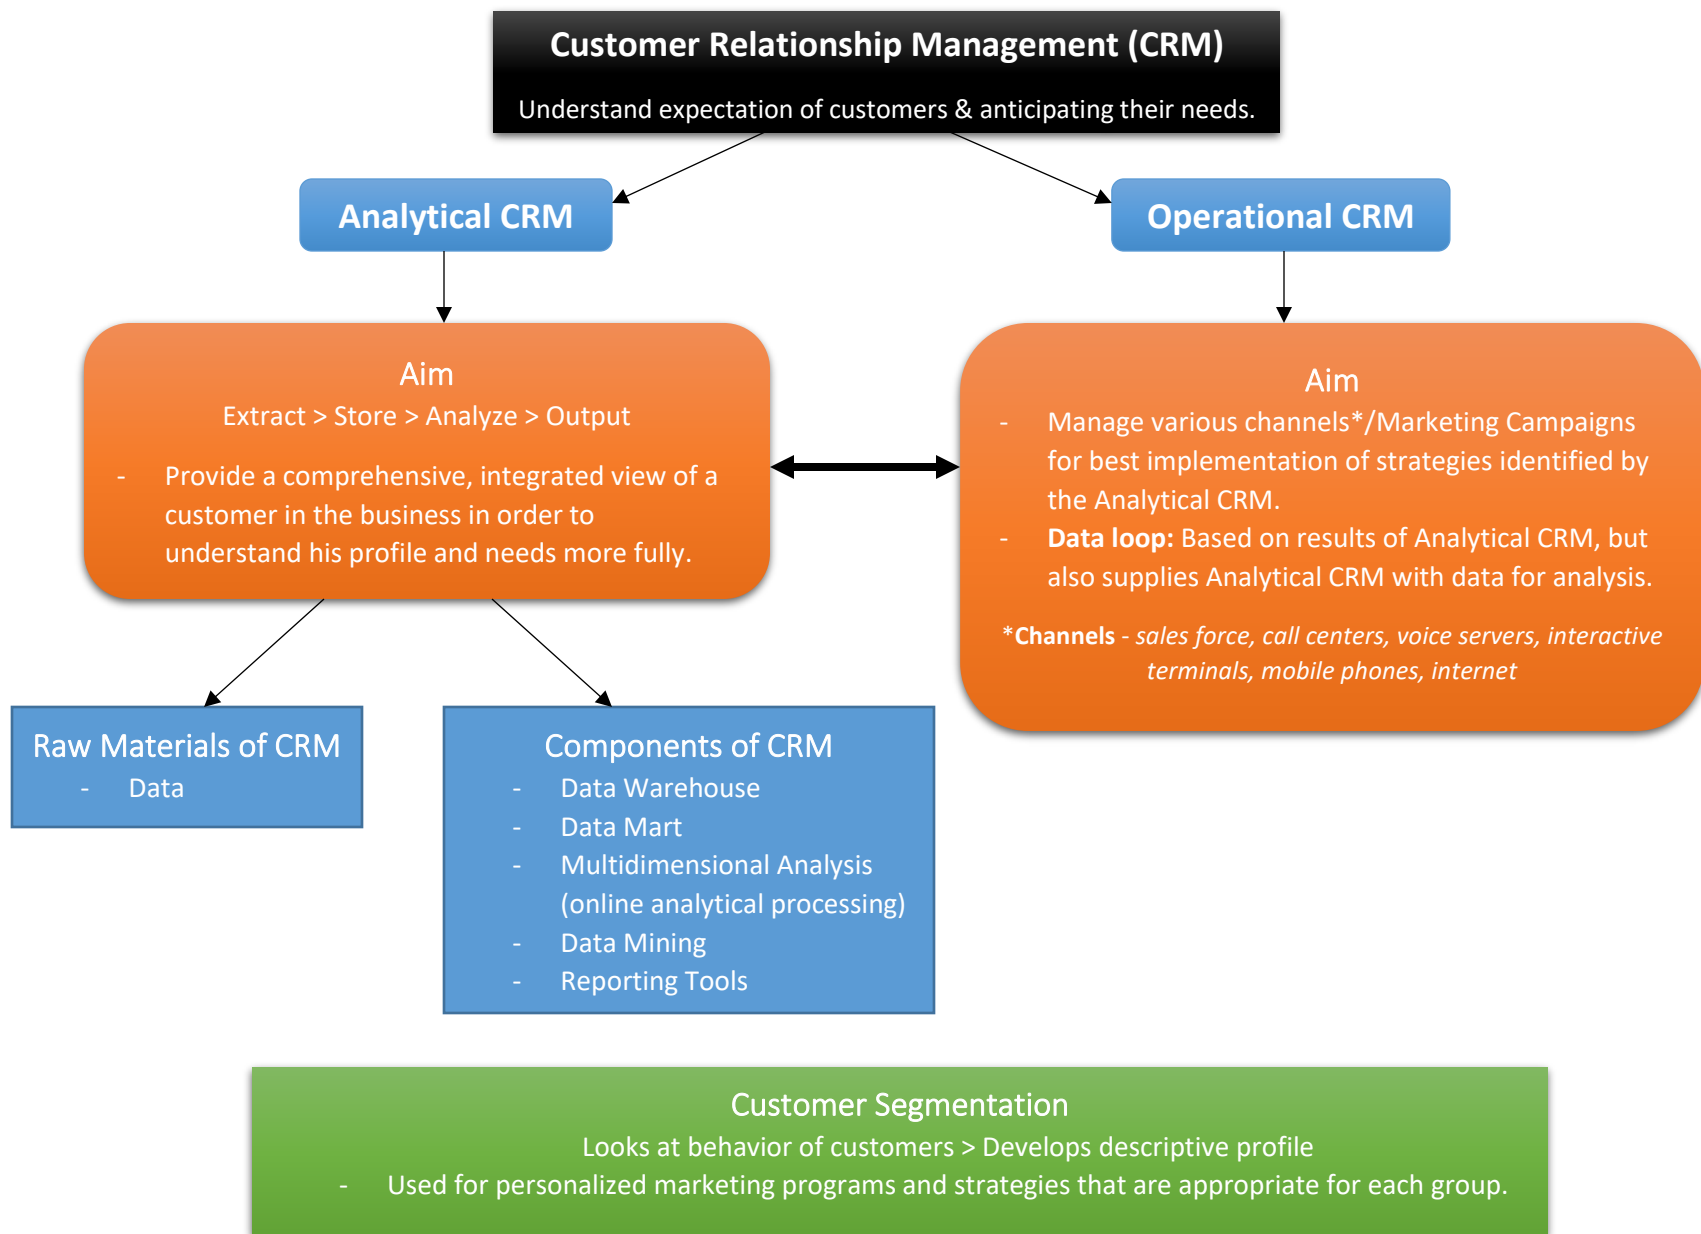 Customer Relationship Management (CRM)
Understand expectation of customers & anticipating their needs.
Analytical CRM
Operational CRM
Aim
Extract > Store > Analyze > Output
- Provide a comprehensive, integrated view of a
customer in the business in order to
understand his profile and needs more fully.
Aim
- Manage various channels*/Marketing Campaigns
for best implementation of strategies identified by
the Analytical CRM.
- Data loop: Based on results of Analytical CRM, but
also supplies Analytical CRM with data for analysis.
*Channels - sales force, call centers, voice servers, interactive
terminals, mobile phones, internet
Raw Materials of CRM
- Data
Components of CRM
- Data Warehouse
- Data Mart
- Multidimensional Analysis
(online analytical processing)
- Data Mining
- Reporting Tools
Customer Segmentation
Looks at behavior of customers > Develops descriptive profile
- Used for personalized marketing programs and strategies that are appropriate for each group.